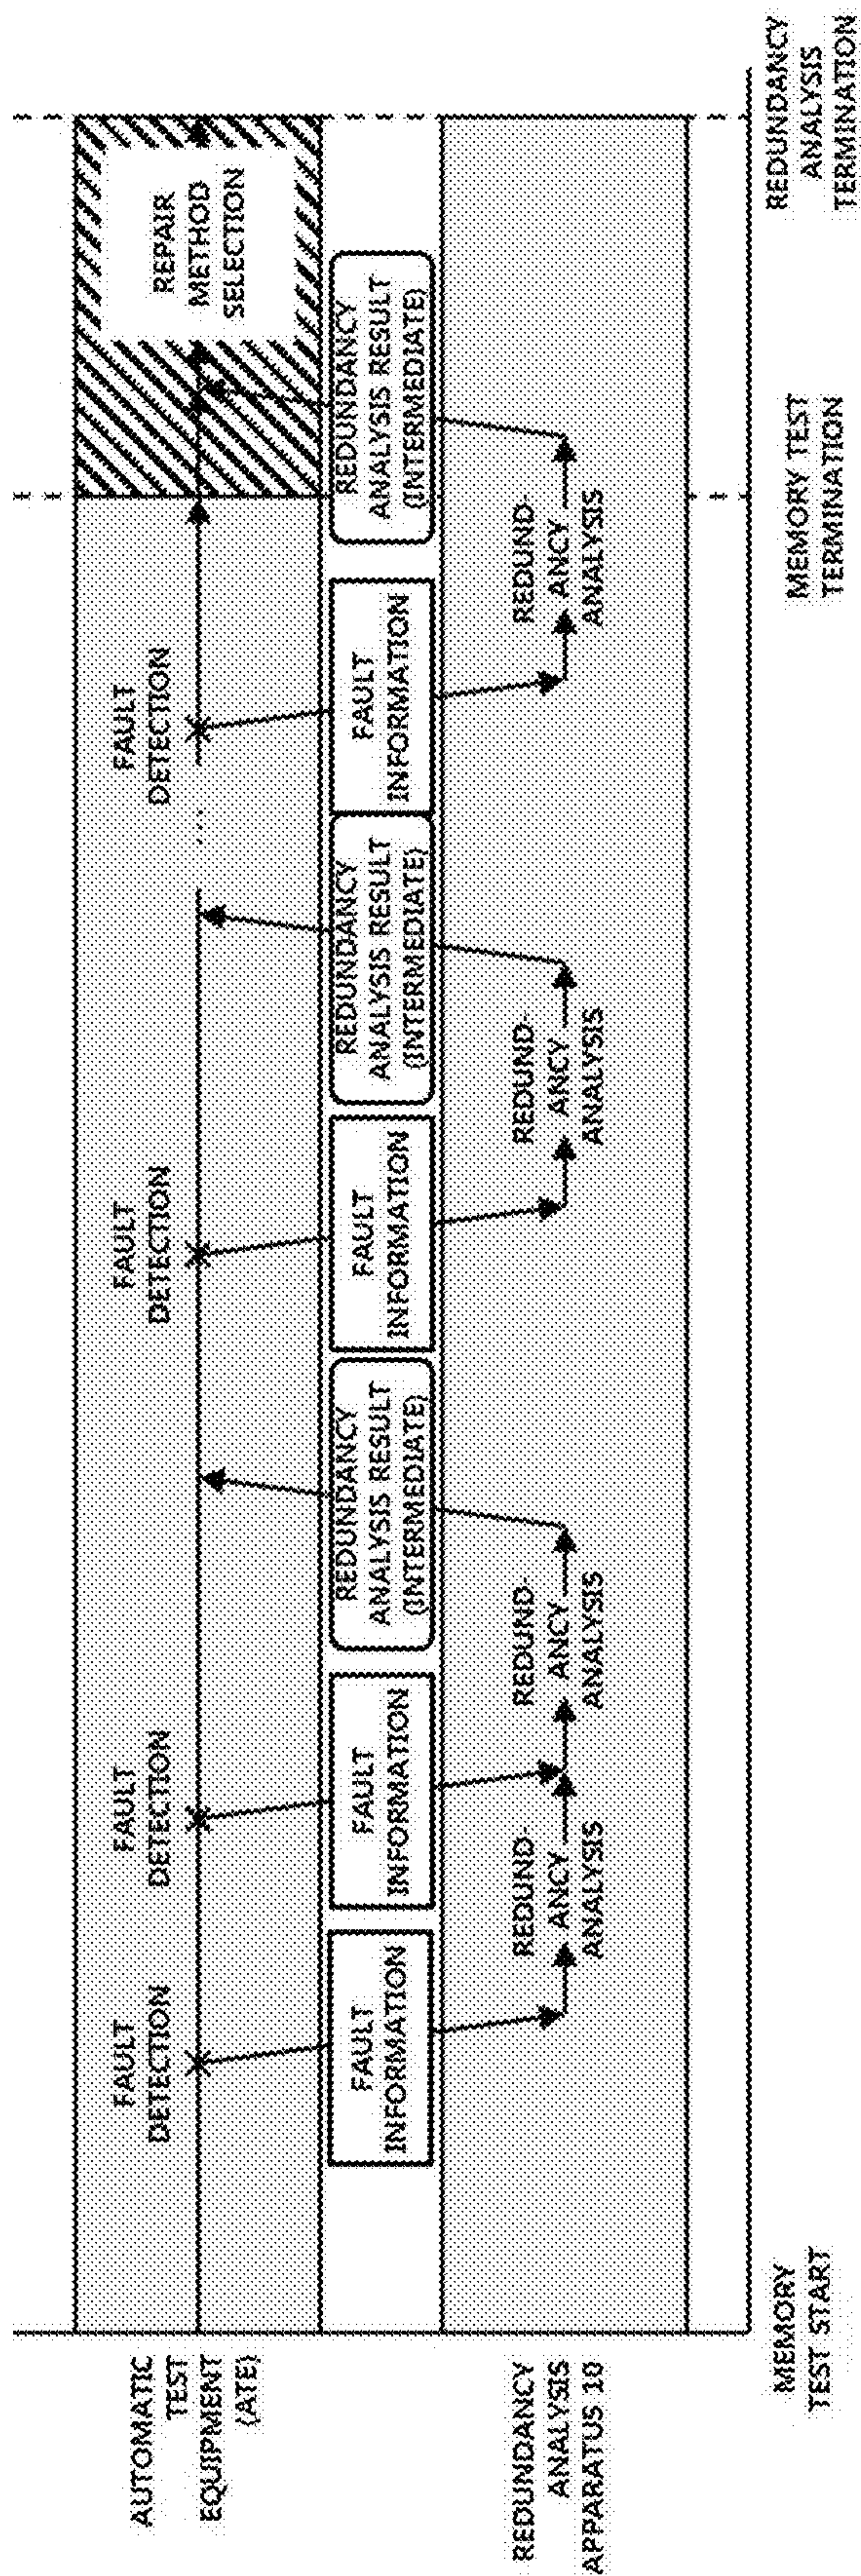 AUTOMATIC
TEST
EQUIPMENT
(ATE)
FAULT
DETECTION
FAULT
DETECTION
FAULT
DETECTION
FAULT
DETECTION
...
REPAIR
METHOD
SELECTION
FAULT
INFORMATION
FAULT
INFORMATION
REDUNDANCY
ANALYSIS RESULT
(INTERMEDIATE)
FAULT
INFORMATION
REDUNDANCY
ANALYSIS RESULT
(INTERMEDIATE)
FAULT
INFORMATION
REDUNDANCY
ANALYSIS RESULT
(INTERMEDIATE)
REDUNDANCY
ANALYSIS
APPARATUS 10
REDUND-
ANCY
ANALYSIS
REDUND-
ANCY
ANALYSIS
REDUND-
ANCY
ANALYSIS
REDUND-
ANCY
ANALYSIS
MEMORY
TEST START
MEMORY TEST
TERMINATION
REDUNDANCY
ANALYSIS
TERMINATION